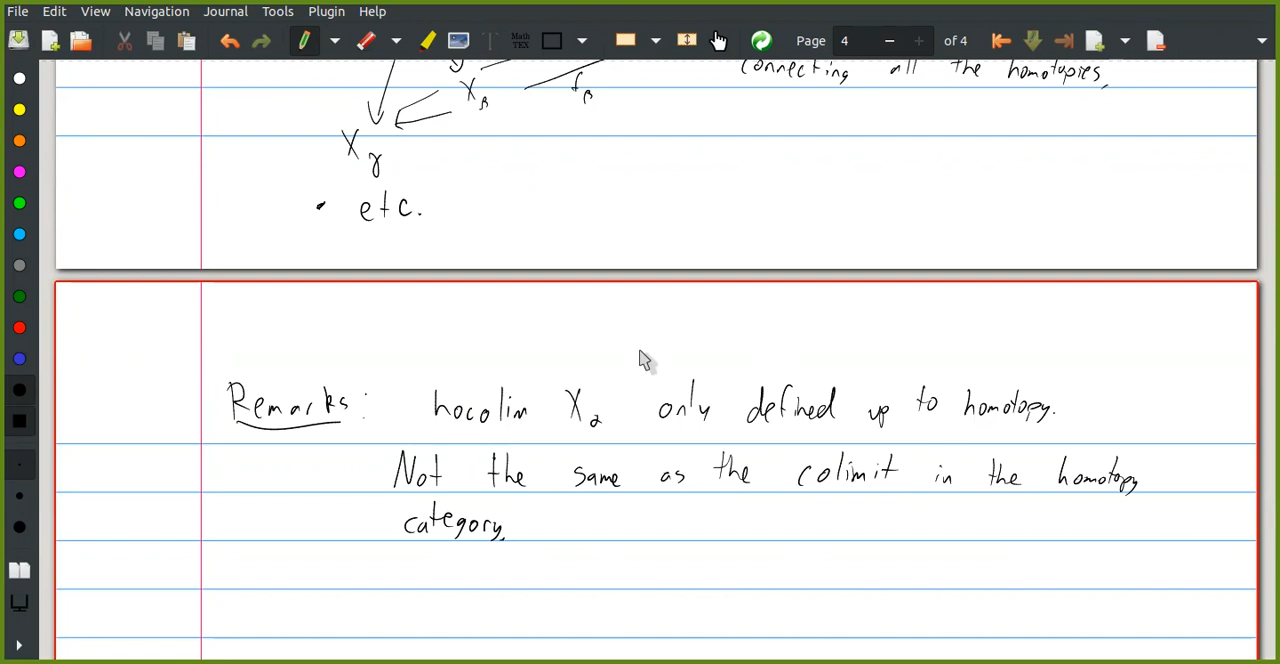 File Edit View Navigation Journal Tools Plugin Help
Math TEX Page 4 of 4
connecting all the homotopies,
X_β f_β
X_γ
• etc.
Remarks: hocolim X_α only defined up to homotopy.
Not the same as the colimit in the homotopy
category.